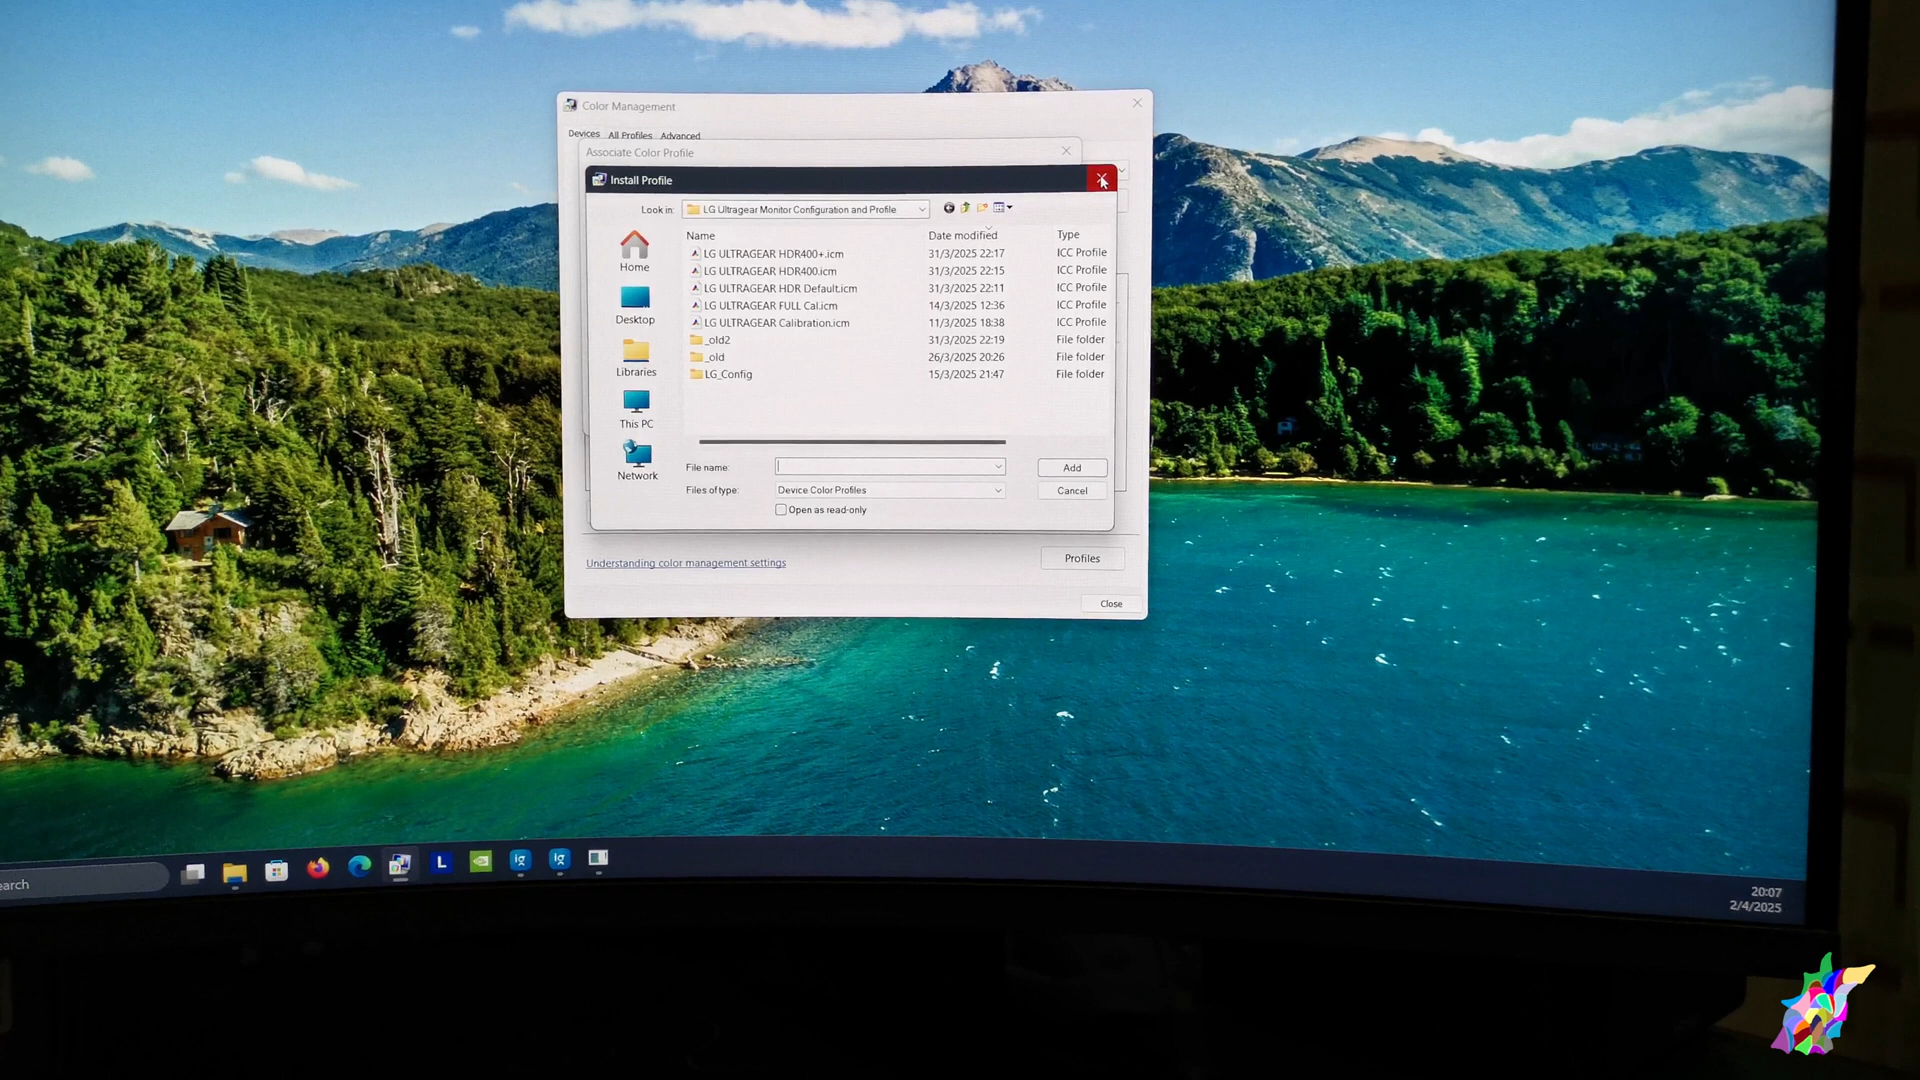 Color Management
Devices All Profiles Advanced
Associate Color Profile
Install Profile
Look in: LG Ultragear Monitor Configuration and Profile
Name Date modified Type
LG ULTRAGEAR HDR400+.icm 31/3/2025 22:17 ICC Profile
LG ULTRAGEAR HDR400.icm 31/3/2025 22:15 ICC Profile
LG ULTRAGEAR HDR Default.icm 31/3/2025 22:11 ICC Profile
LG ULTRAGEAR FULL Cal.icm 14/3/2025 12:36 ICC Profile
LG ULTRAGEAR Calibration.icm 11/3/2025 18:38 ICC Profile
_old2 31/3/2025 22:19 File folder
_old 26/3/2025 20:26 File folder
LG_Config 15/3/2025 21:47 File folder
Home
Desktop
Libraries
This PC
Network
File name: Add
Files of type: Device Color Profiles Cancel
Open as read-only
Understanding color management settings Profiles
Close
earch
L
ig
ig
20:07
2/4/2025